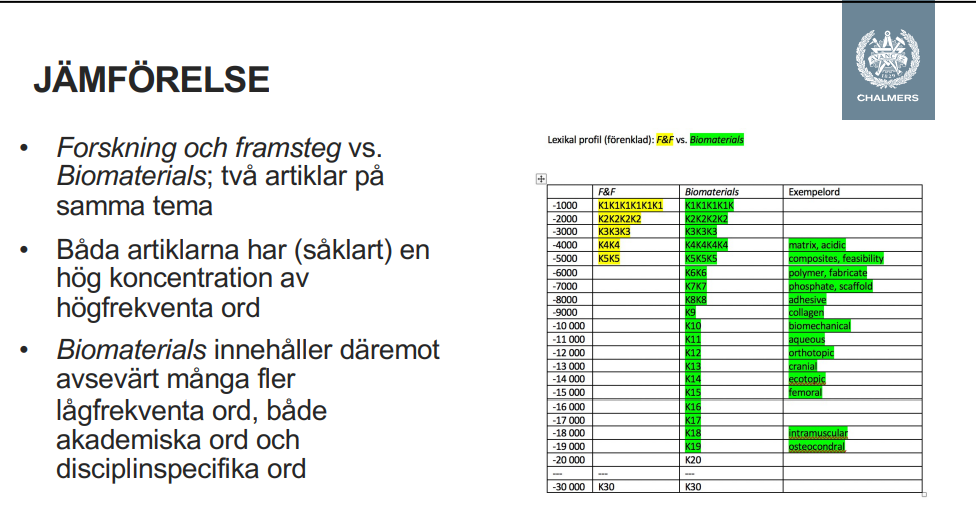 CHALMERS
JÄMFÖRELSE
• Forskning och framsteg vs.
Biomaterials; två artiklar på
samma tema
• Båda artiklarna har (såklart) en
hög koncentration av
högfrekventa ord
• Biomaterials innehåller däremot
avsevärt många fler
lågfrekventa ord, både
akademiska ord och
disciplinspecifika ord
Lexikal profil (förenklad): F&F vs. Biomaterials
F&F Biomaterials Exempelord
-1000 K1K1K1K1K1K1 K1K1K1K1K
-2000 K2K2K2K2 K2K2K2K2
-3000 K3K3K3 K3K3K3
-4000 K4K4 K4K4K4K4 matrix, acidic
-5000 K5K5 K5K5K5 composites, feasibility
-6000 K6K6 polymer, fabricate
-7000 K7K7 phosphate, scaffold
-8000 K8K8 adhesive
-9000 K9 collagen
-10 000 K10 biomechanical
-11 000 K11 aqueous
-12 000 K12 orthotopic
-13 000 K13 cranial
-14 000 K14 ecotopic
-15 000 K15 femoral
-16 000 K16
-17 000 K17
-18 000 K18 intramuscular
-19 000 K19 osteocondral
-20 000 K20
--- --- ---
-30 000 K30 K30